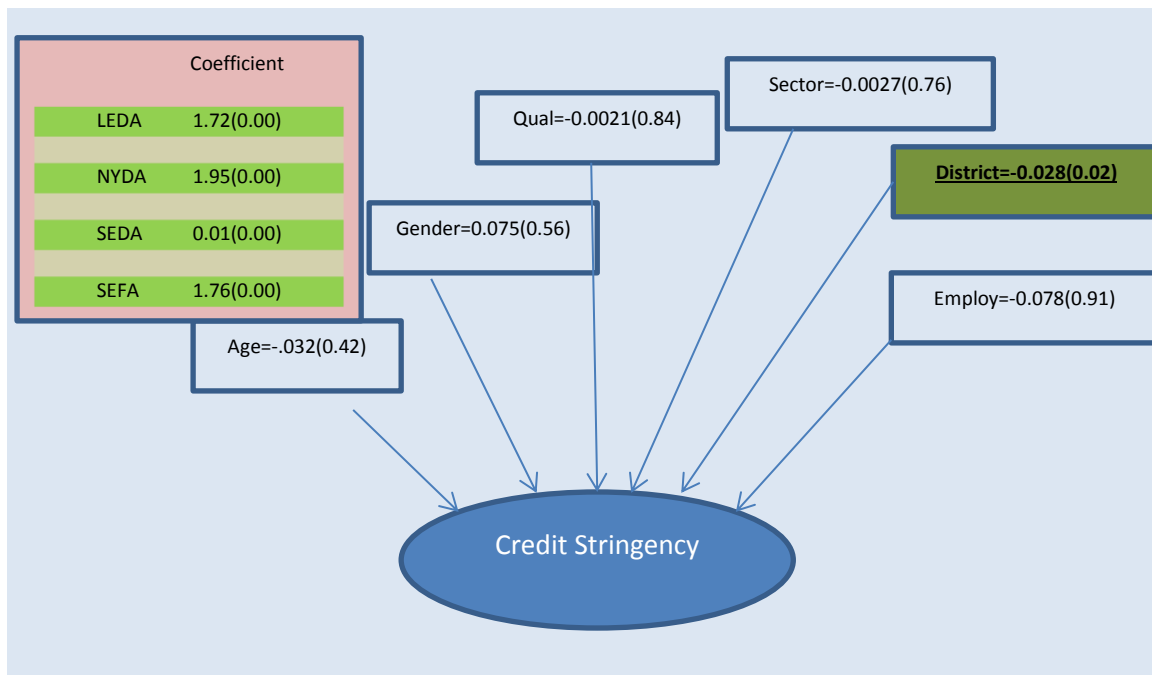 Coefficient
LEDA 1.72(0.00)
NYDA 1.95(0.00)
SEDA 0.01(0.00)
SEFA 1.76(0.00)
Age=-.032(0.42)
Gender=0.075(0.56)
Qual=-0.0021(0.84)
Sector=-0.0027(0.76)
District=-0.028(0.02)
Employ=-0.078(0.91)
Credit Stringency